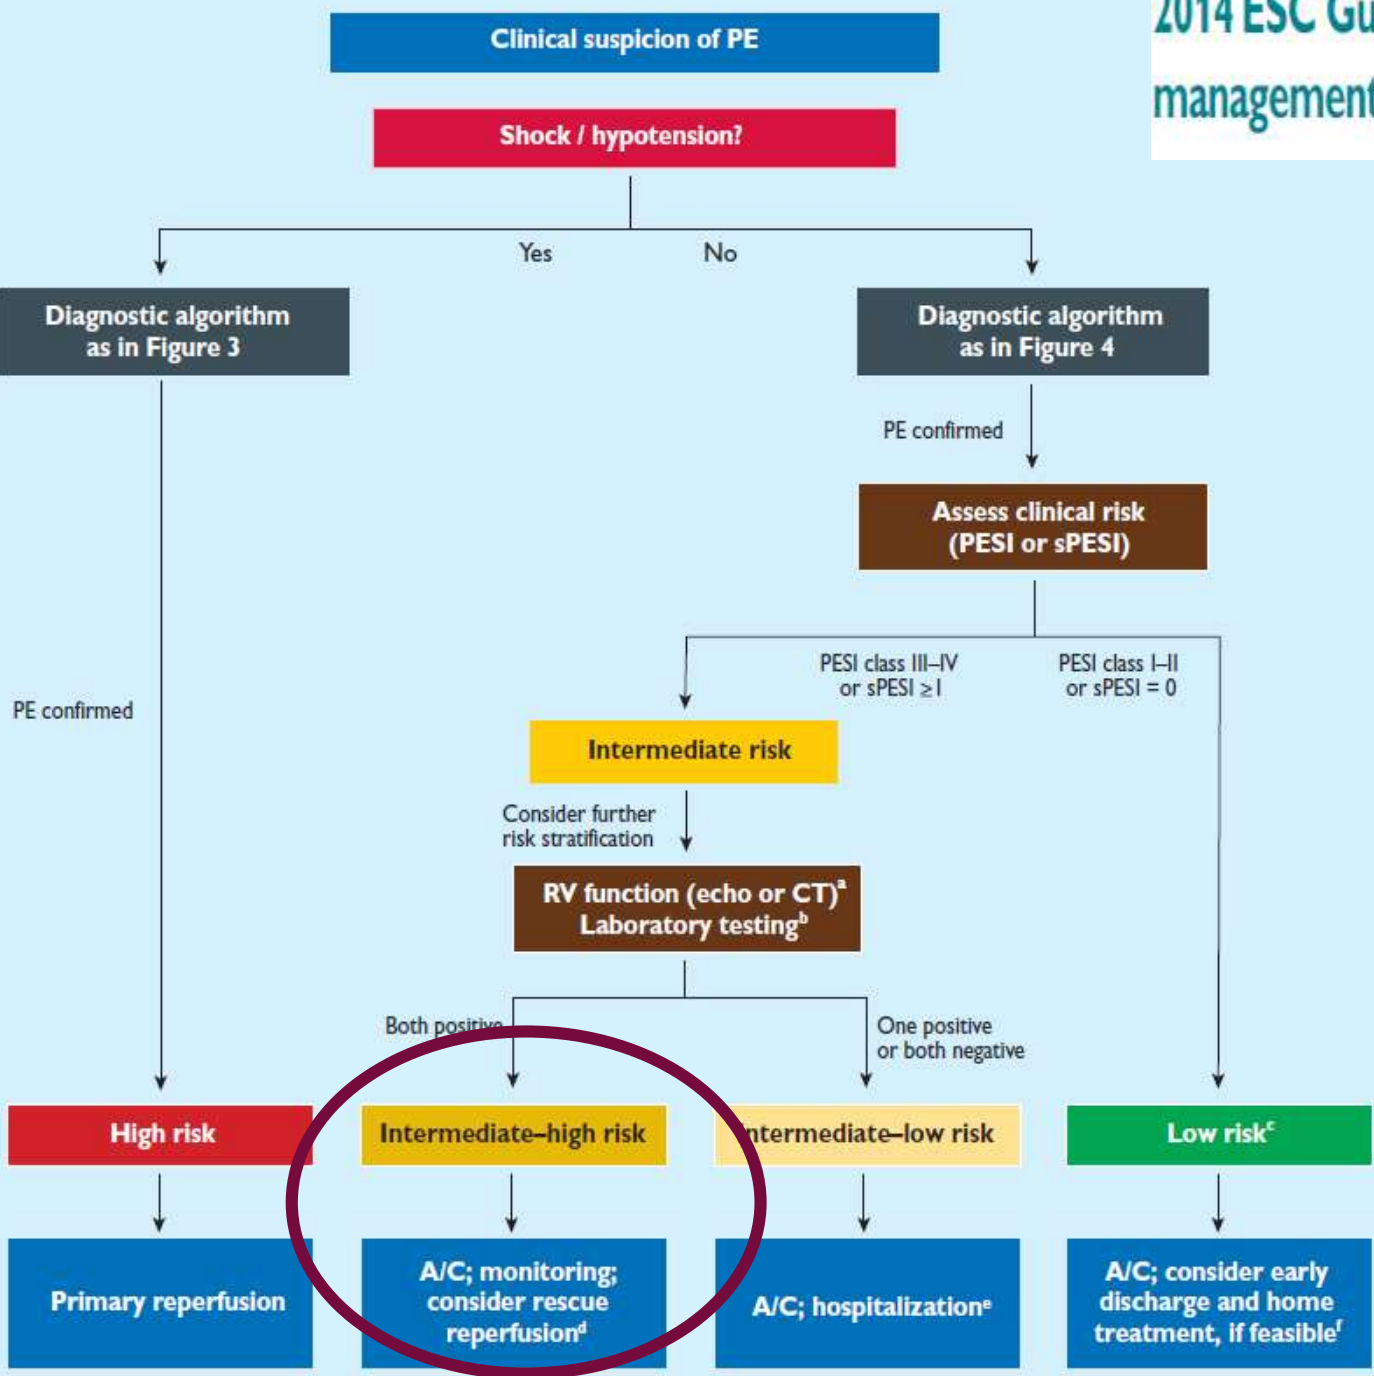 2014 ESC Gu
management
Clinical suspicion of PE
Shock / hypotension?
Yes
No
Diagnostic algorithm
as in Figure 3
Diagnostic algorithm
as in Figure 4
PE confirmed
Assess clinical risk
(PESI or sPESI)
PESI class III–IV
or sPESI ≥1
PESI class I–II
or sPESI = 0
PE confirmed
Intermediate risk
Consider further
risk stratification
RV function (echo or CT)ᵃ
Laboratory testingᵇ
Both positive
One positive
or both negative
High risk
Intermediate–high risk
Intermediate–low risk
Low riskᶜ
Primary reperfusion
A/C; monitoring;
consider rescue
reperfusionᵈ
A/C; hospitalizationᵉ
A/C; consider early
discharge and home
treatment, if feasibleᶠ